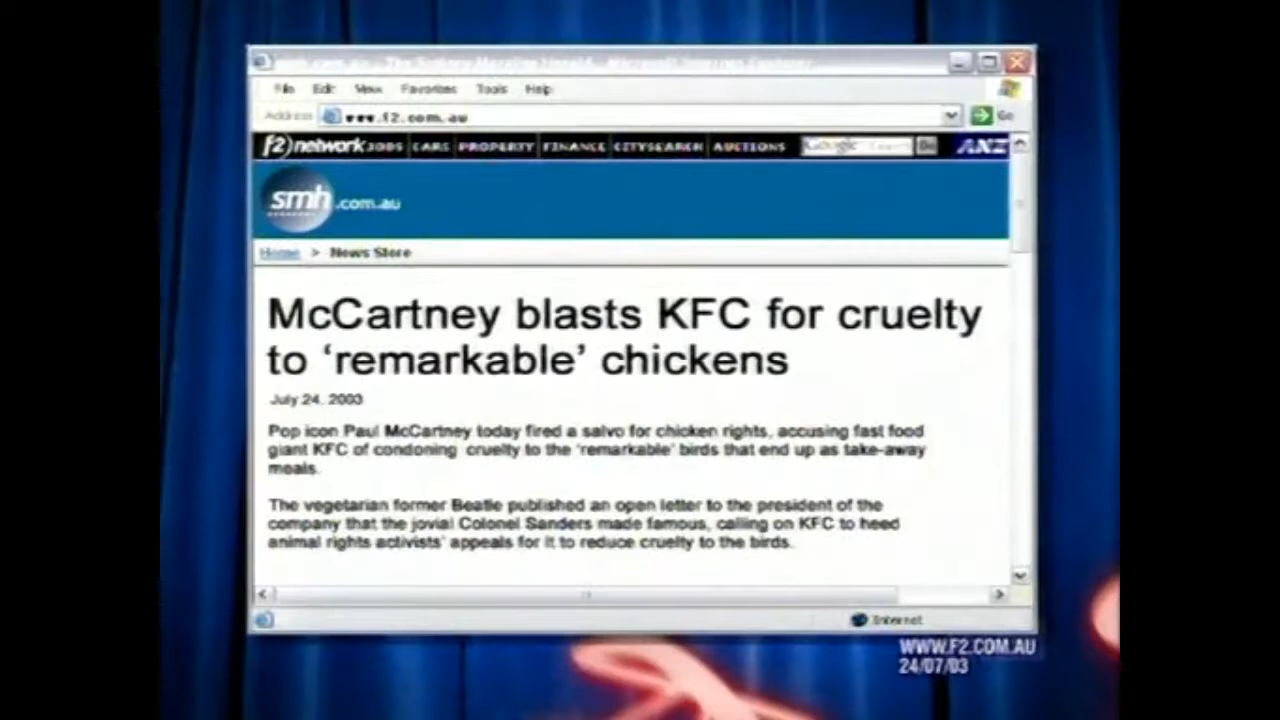 File Edit View Favorites Tools Help
Address www.f2.com.au Go
f2network JOBS CARS PROPERTY FINANCE CITYSEARCH AUCTIONS Google Search Go ANZ
smh.com.au
Home > News Store
McCartney blasts KFC for cruelty
to ‘remarkable’ chickens
July 24, 2003
Pop icon Paul McCartney today fired a salvo for chicken rights, accusing fast food
giant KFC of condoning cruelty to the ‘remarkable’ birds that end up as take-away
meals.
The vegetarian former Beatle published an open letter to the president of the
company that the jovial Colonel Sanders made famous, calling on KFC to heed
animal rights activists’ appeals for it to reduce cruelty to the birds.
Internet
WWW.F2.COM.AU
24/07/03